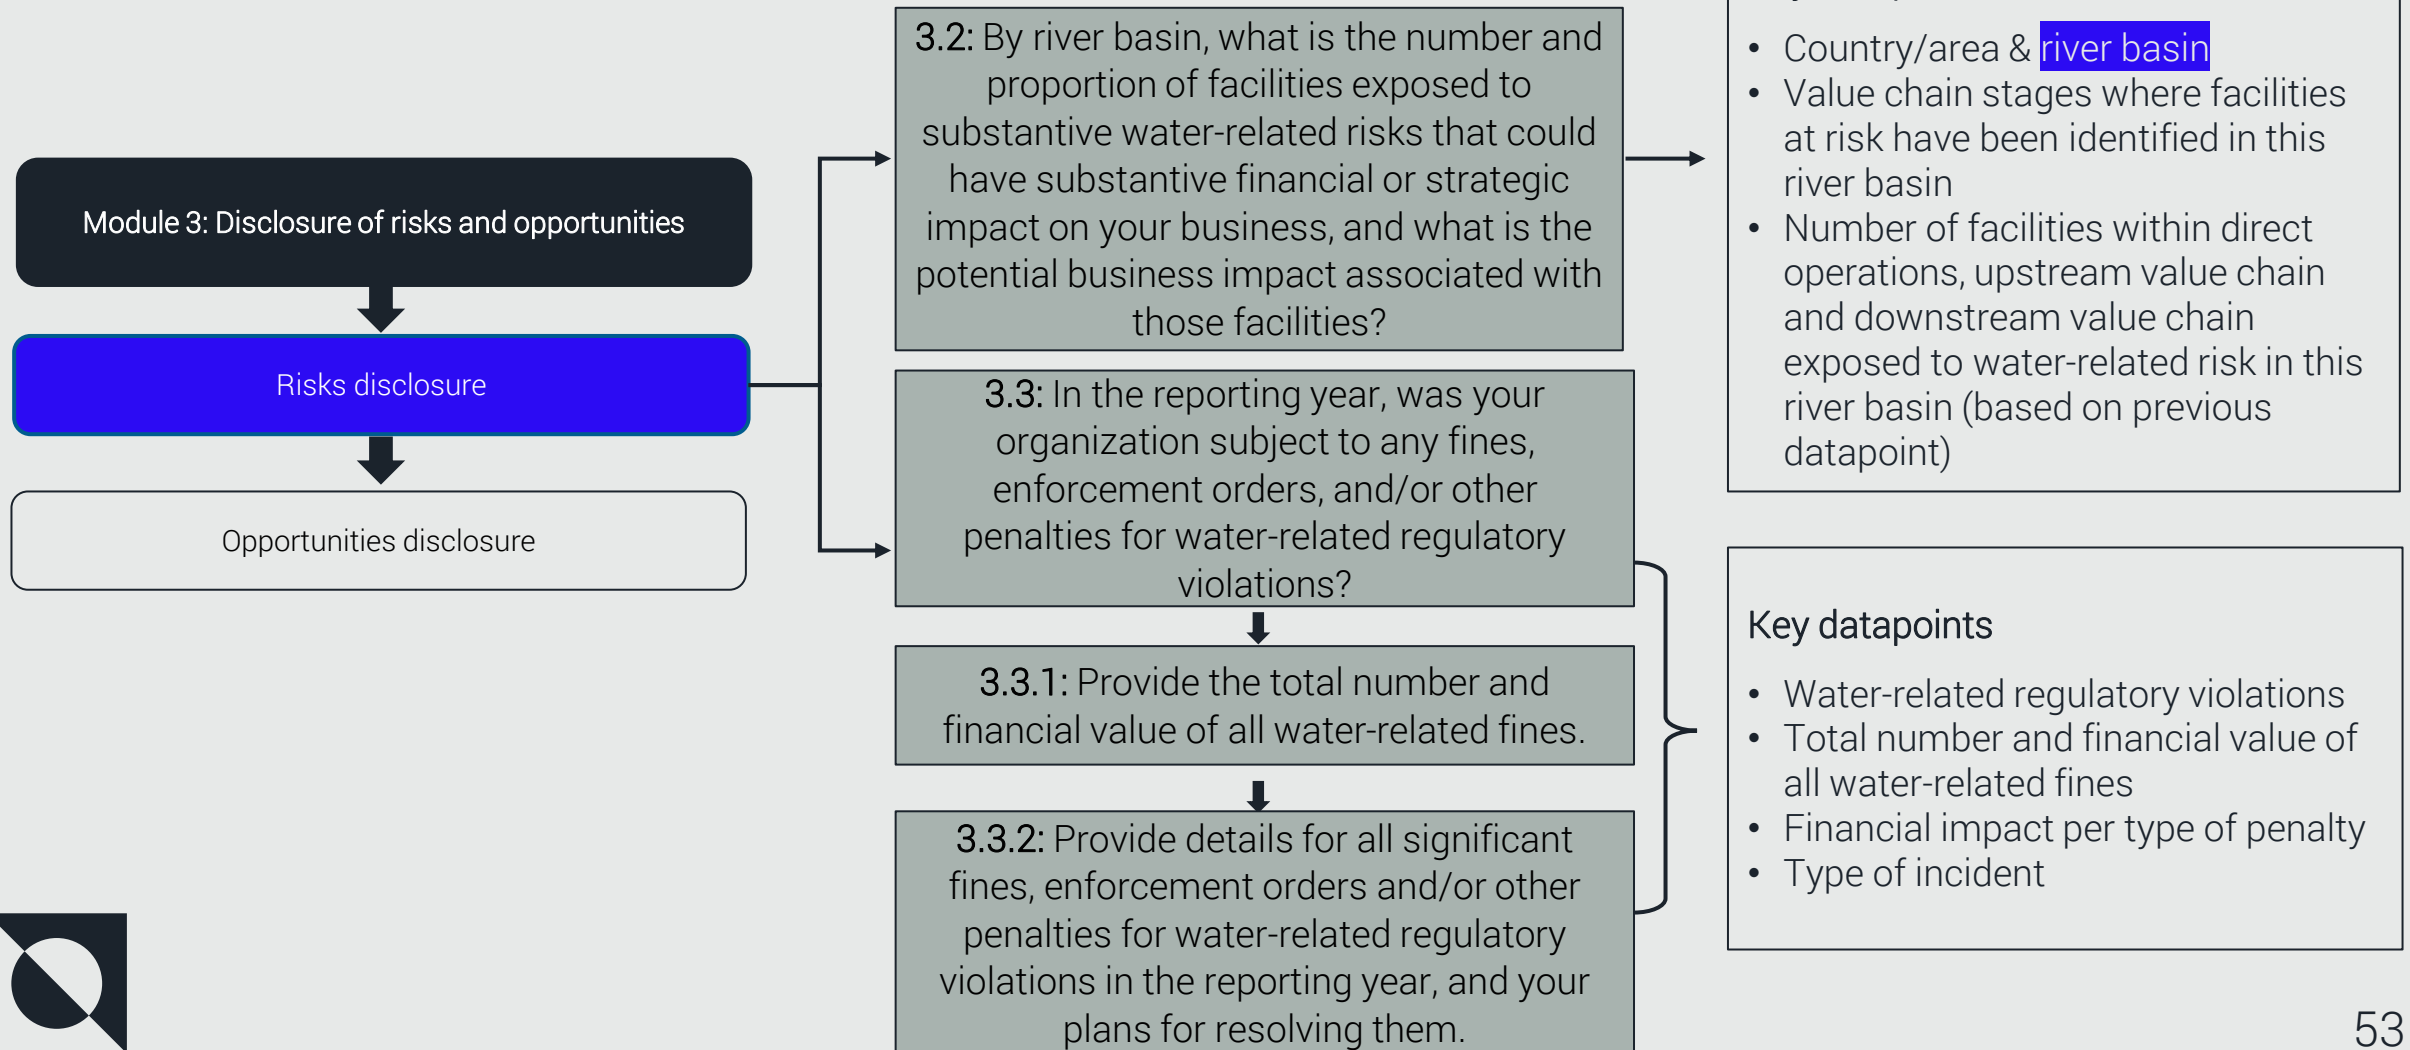 Module 3: Disclosure of risks and opportunities
Risks disclosure
Opportunities disclosure
3.2: By river basin, what is the number and
proportion of facilities exposed to
substantive water-related risks that could
have substantive financial or strategic
impact on your business, and what is the
potential business impact associated with
those facilities?
3.3: In the reporting year, was your
organization subject to any fines,
enforcement orders, and/or other
penalties for water-related regulatory
violations?
3.3.1: Provide the total number and
financial value of all water-related fines.
3.3.2: Provide details for all significant
fines, enforcement orders and/or other
penalties for water-related regulatory
violations in the reporting year, and your
plans for resolving them.
• Country/area & river basin
• Value chain stages where facilities
at risk have been identified in this
river basin
• Number of facilities within direct
operations, upstream value chain
and downstream value chain
exposed to water-related risk in this
river basin (based on previous
datapoint)
Key datapoints
• Water-related regulatory violations
• Total number and financial value of
all water-related fines
• Financial impact per type of penalty
• Type of incident
53